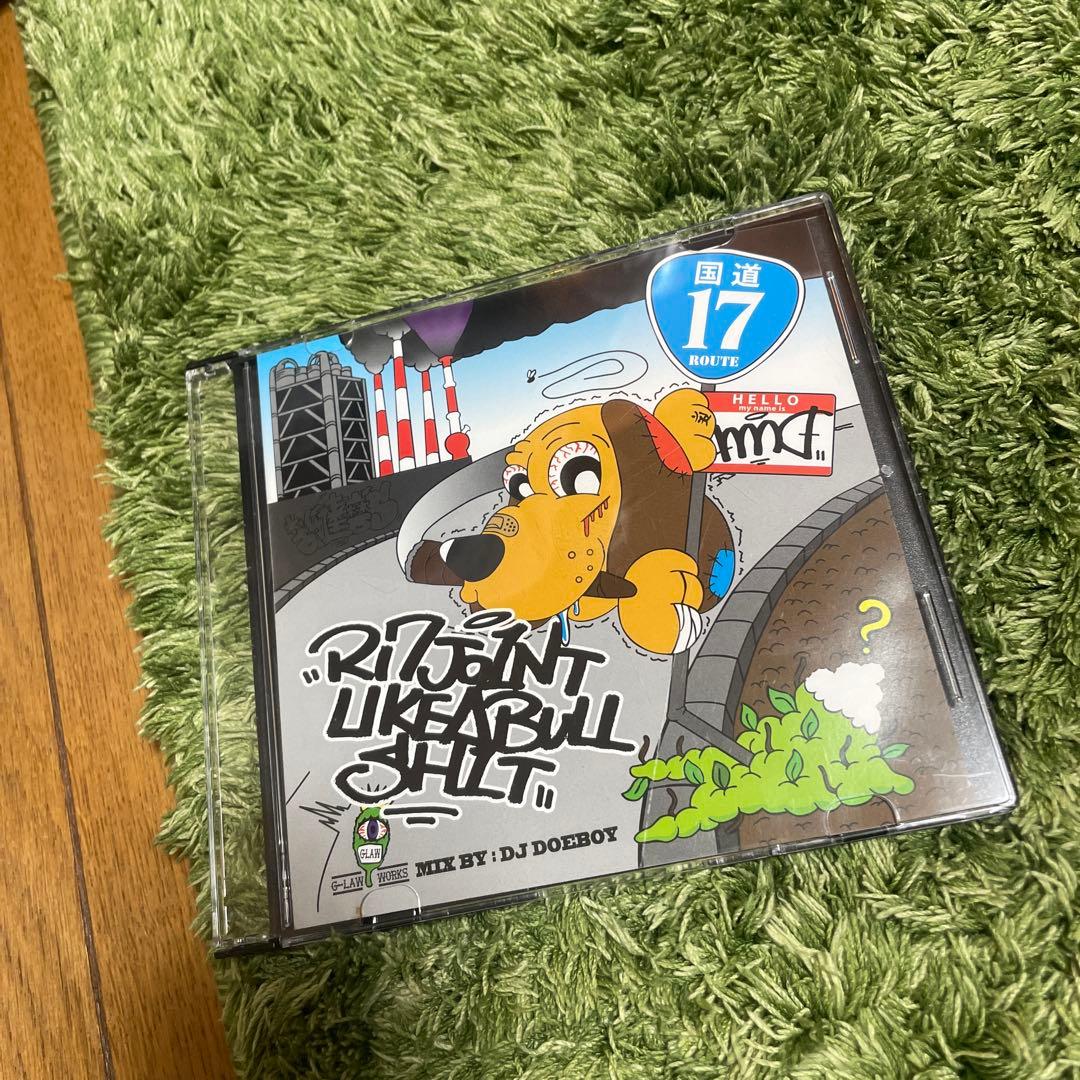 国道
17
ROUTE
HELLO
my name is
"R17JOINT
LIKEABULL
SHIT"
GLAW
G-LAW WORKS
MIX BY : DJ DOEBOY
?